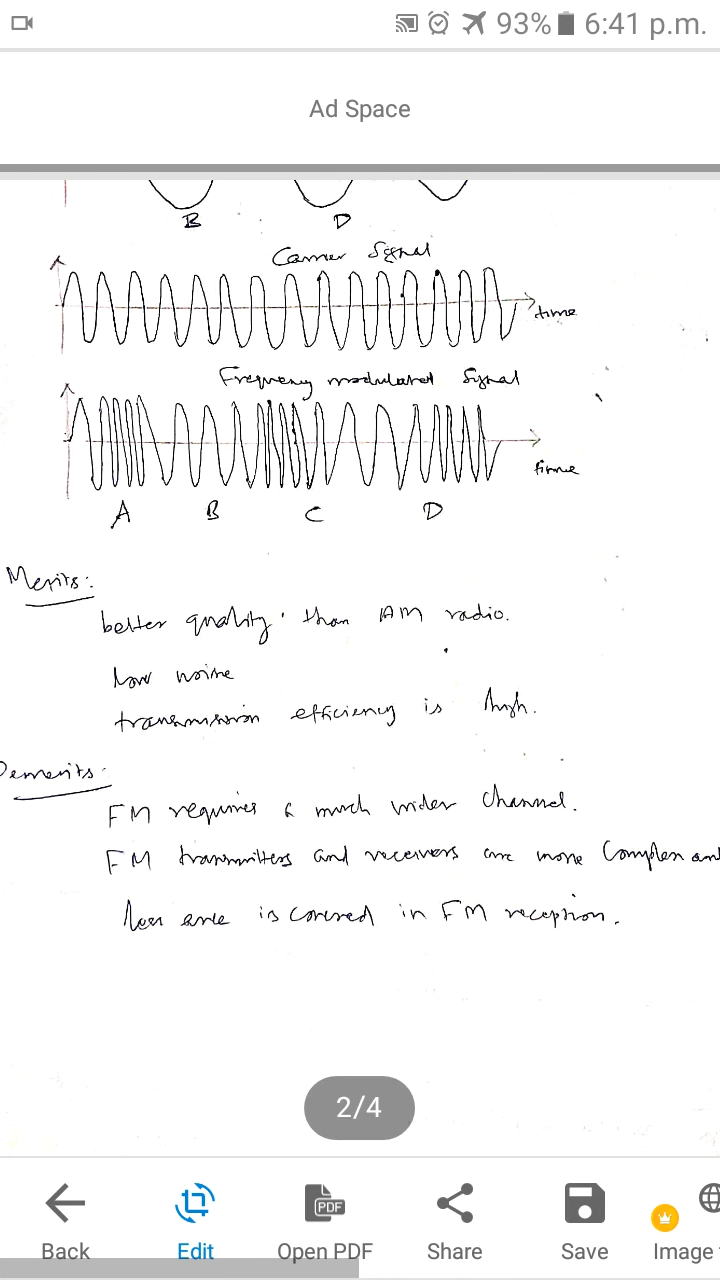 93% 6:41 p.m.
Ad Space
B D
Carrier Signal
time
Frequency modulated Signal
time
A B C D
Merits:
better quality than AM radio.
low noise
transmission efficiency is high.
Demerits
FM requires a much wider channel.
FM transmitters and receivers are more Complex and
less area is covered in FM reception.
2/4
PDF
Back Edit Open PDF Share Save Image